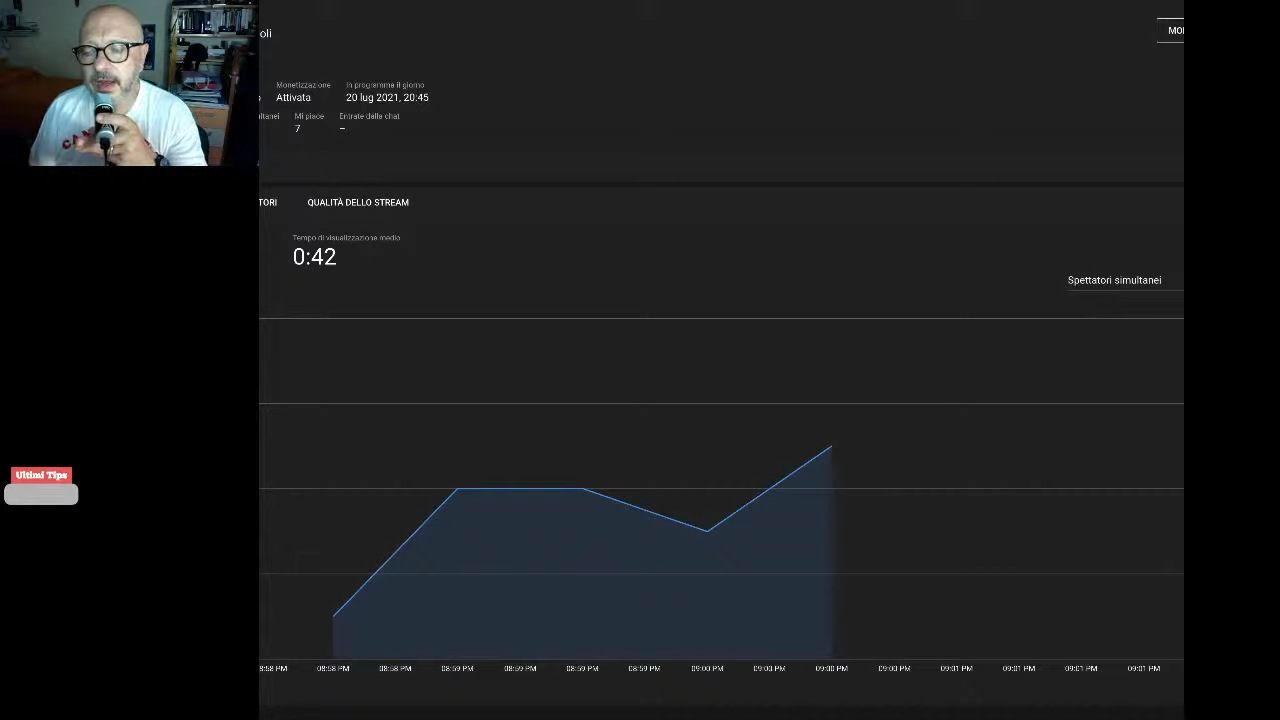 oli
MO
Monetizzazione
In programma il giorno
Attivata
20 lug 2021, 20:45
ltanei
Mi piace
Entrate dalla chat
7
–
TORI
QUALITÀ DELLO STREAM
Tempo di visualizzazione medio
0:42
Spettatori simultanei
Ultimi Tips
8:58 PM
08:58 PM
08:58 PM
08:59 PM
08:59 PM
08:59 PM
08:59 PM
09:00 PM
09:00 PM
09:00 PM
09:00 PM
09:01 PM
09:01 PM
09:01 PM
09:01 PM